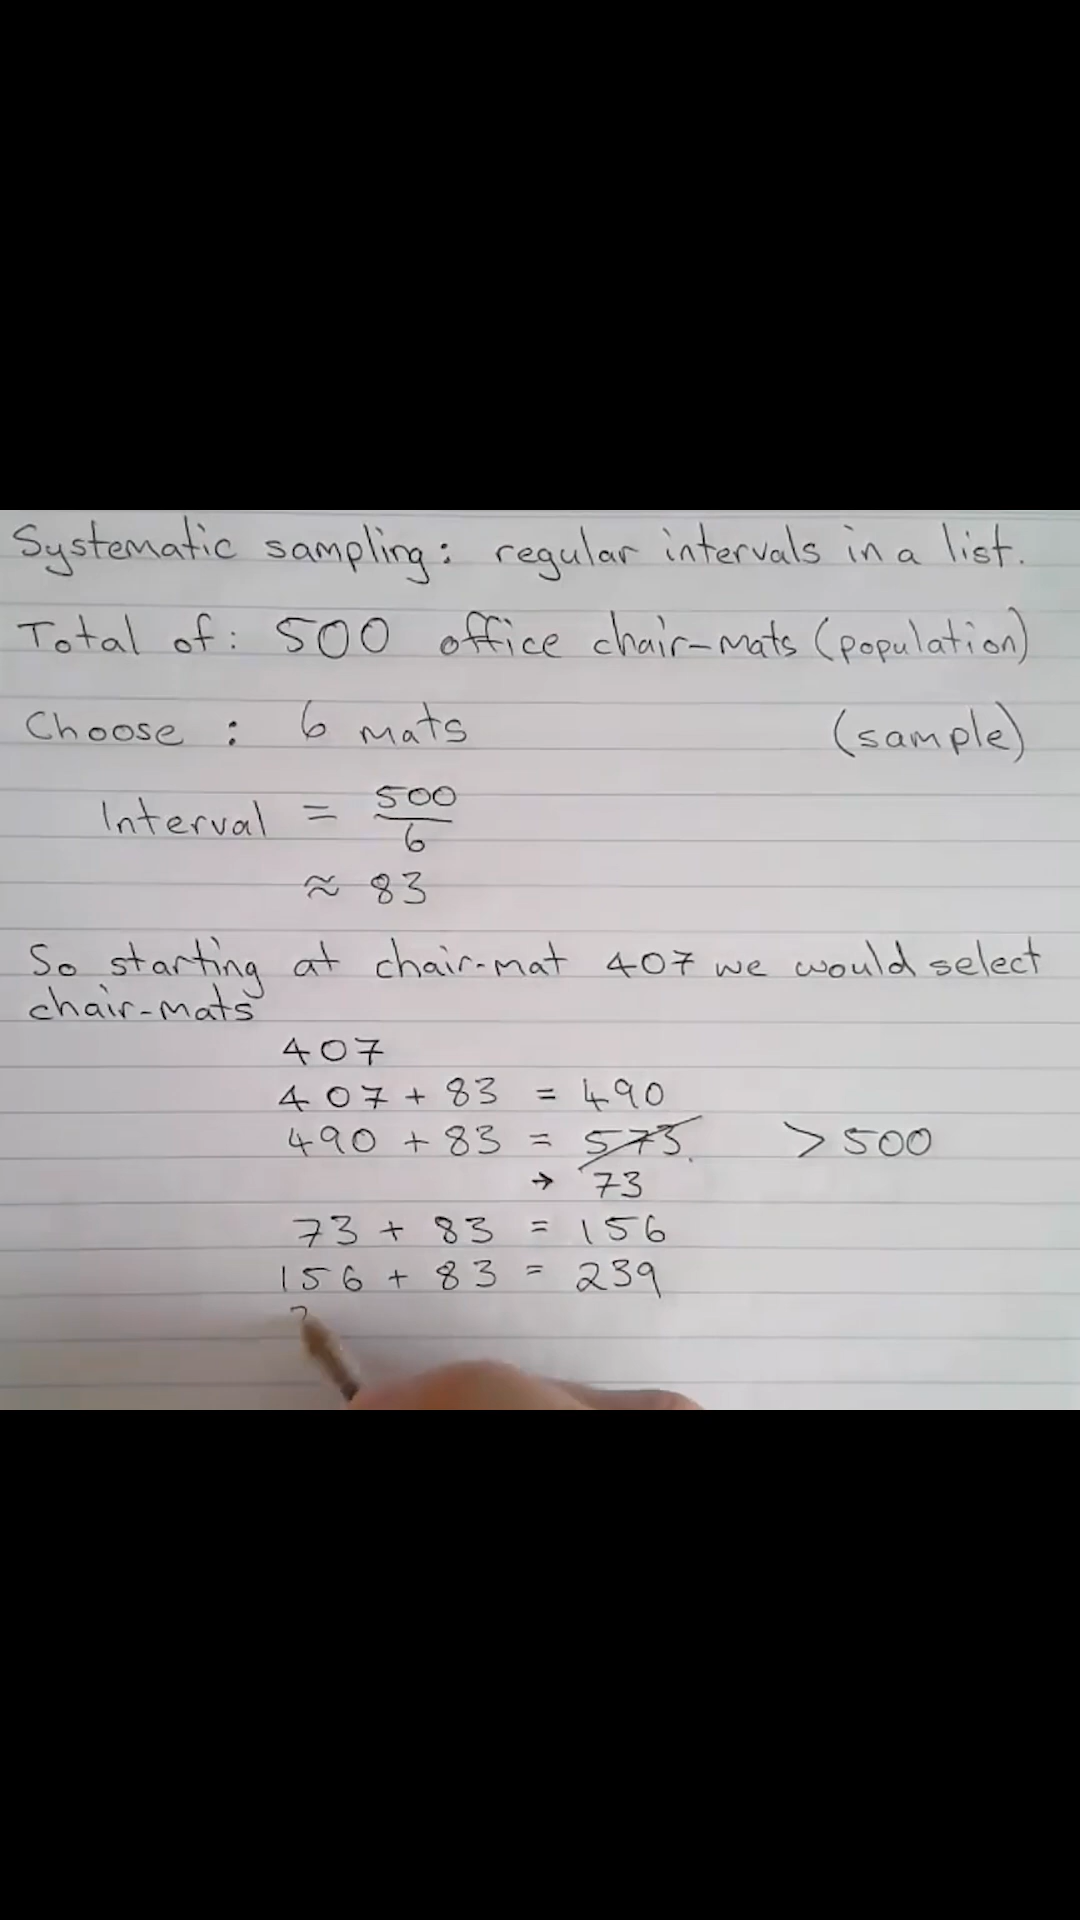 Systematic sampling: regular intervals in a list.
Total of: 500 office chair-mats (population)
Choose : 6 mats (sample)
Interval = 500/6
≈ 83
So starting at chair-mat 407 we would select
chair-mats
407
407 + 83 = 490
490 + 83 = 573 > 500
→ 73
73 + 83 = 156
156 + 83 = 239